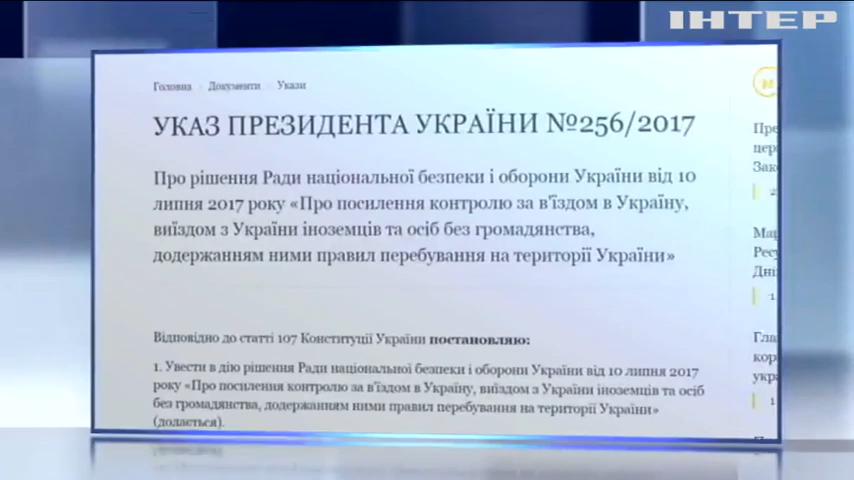 ІНТЕР
Головна Документи Укази
УКАЗ ПРЕЗИДЕНТА УКРАЇНИ №256/2017
Про рішення Ради національної безпеки і оборони України від 10
липня 2017 року «Про посилення контролю за в'їздом в Україну,
виїздом з України іноземців та осіб без громадянства,
додержанням ними правил перебування на території України»
Відповідно до статті 107 Конституції України постановляю:
1. Увести в дію рішення Ради національної безпеки і оборони України від 10 липня 2017
року «Про посилення контролю за в'їздом в Україну, виїздом з України іноземців та осіб
без громадянства, додержанням ними правил перебування на території України»
(додається).